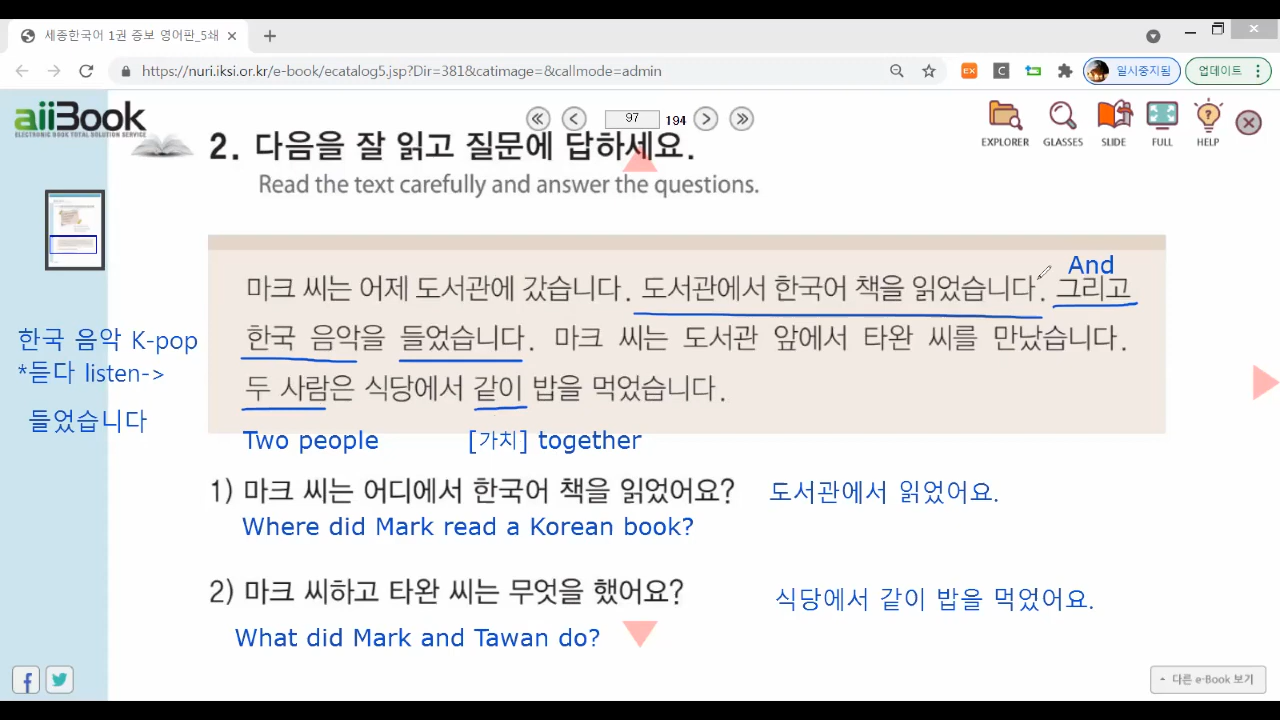 세종한국어 1권 증보 영어판_5쇄
https://nuri.iksi.or.kr/e-book/ecatalog5.jsp?Dir=381&catimage=&callmode=admin
EX
C
일시중지됨
업데이트
aiiBook
ELECTRONIC BOOK TOTAL SOLUTION SERVICE
97
194
EXPLORER
GLASSES
SLIDE
FULL
HELP
2. 다음을 잘 읽고 질문에 답하세요.
Read the text carefully and answer the questions.
And
마크 씨는 어제 도서관에 갔습니다. 도서관에서 한국어 책을 읽었습니다. 그리고
한국 음악을 들었습니다. 마크 씨는 도서관 앞에서 타완 씨를 만났습니다.
두 사람은 식당에서 같이 밥을 먹었습니다.
한국 음악 K-pop
*듣다 listen->
들었습니다
Two people
[가치] together
1) 마크 씨는 어디에서 한국어 책을 읽었어요?
도서관에서 읽었어요.
Where did Mark read a Korean book?
2) 마크 씨하고 타완 씨는 무엇을 했어요?
식당에서 같이 밥을 먹었어요.
What did Mark and Tawan do?
다른 e-Book 보기